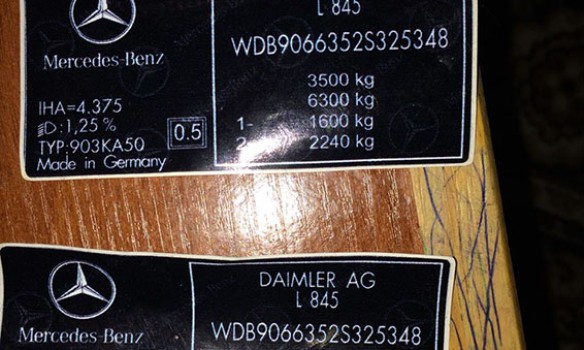 L 845
Mercedes-Benz
WDB9066352S325348
3500 kg
6300 kg
1- 1600 kg
2 2240 kg
IHA=4.375
:1,25 %
TYP:903KA50
0.5
Made in Germany
DAIMLER AG
L 845
Mercedes-Benz
WDB9066352S325348